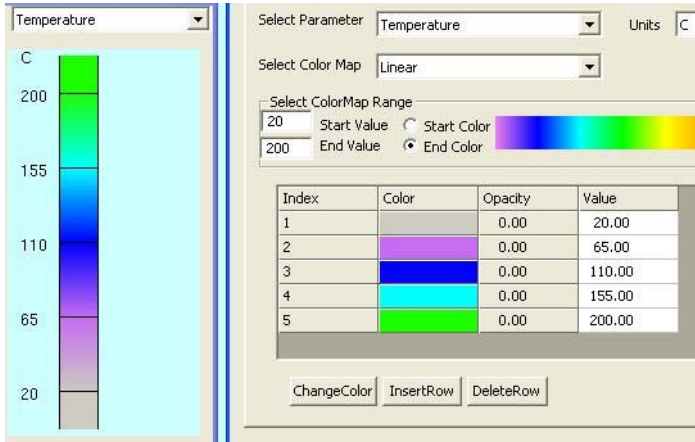 Temperature
C
200
155
110
65
20
Select Parameter Temperature Units C
Select Color Map Linear
Select ColorMap Range
20 Start Value Start Color
200 End Value End Color
Index Color Opacity Value
1 0.00 20.00
2 0.00 65.00
3 0.00 110.00
4 0.00 155.00
5 0.00 200.00
ChangeColor InsertRow DeleteRow